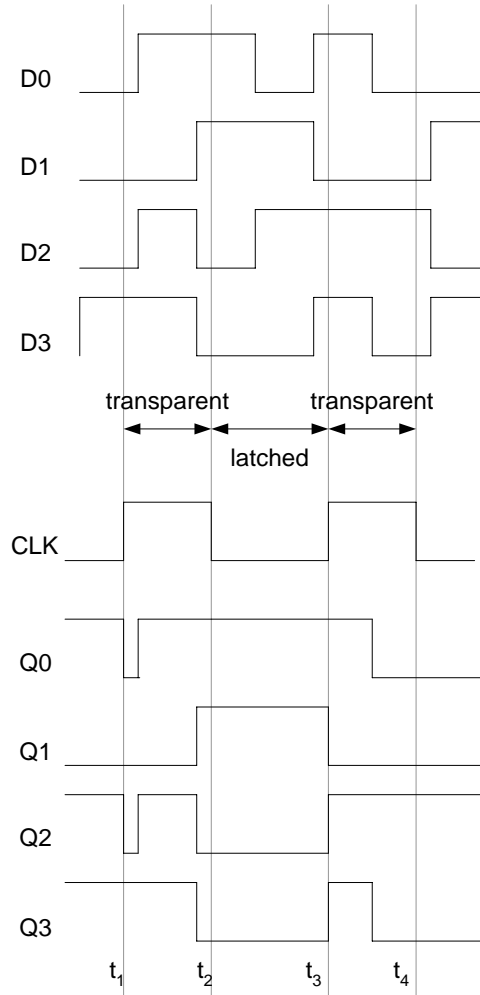 D0
D1
D2
D3
transparent transparent
latched
CLK
Q0
Q1
Q2
Q3
t1 t2 t3 t4